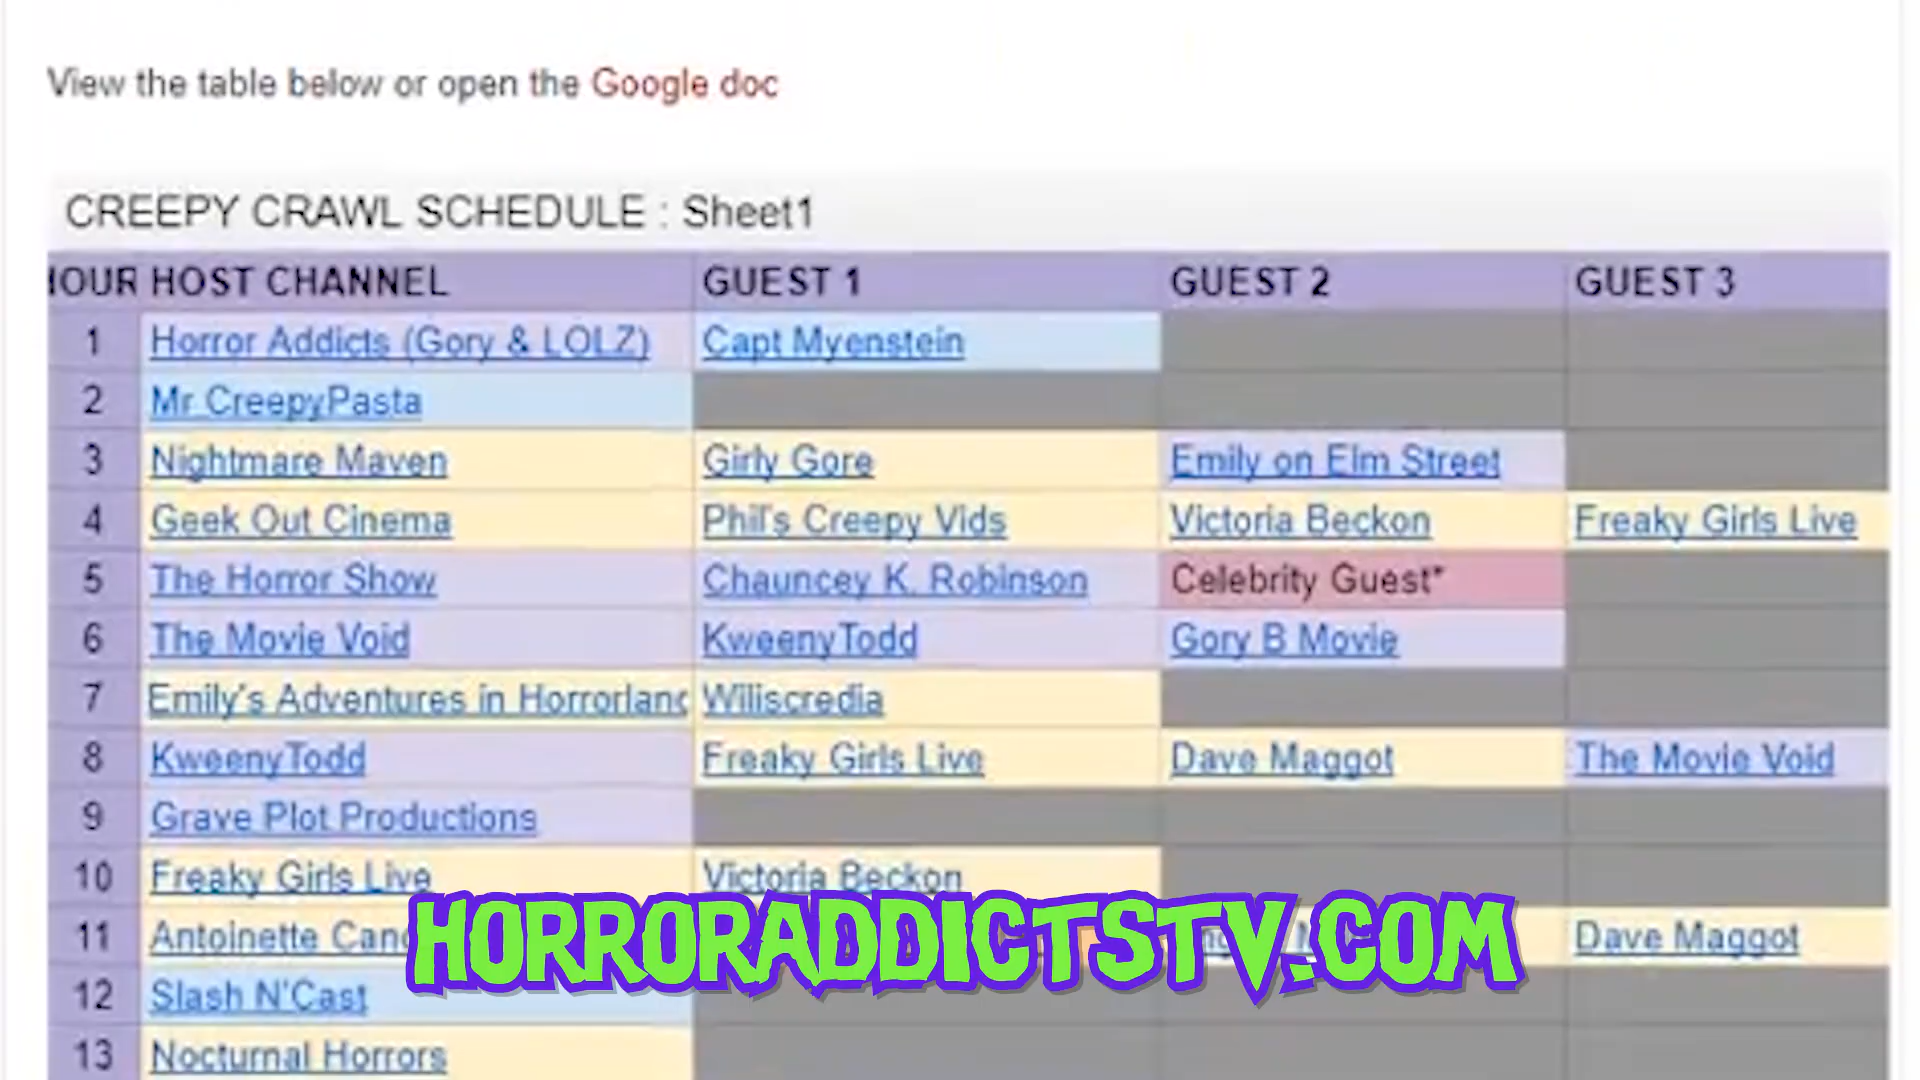 View the table below or open the Google doc
CREEPY CRAWL SCHEDULE : Sheet1
HOUR HOST CHANNEL GUEST 1 GUEST 2 GUEST 3
1 Horror Addicts (Gory & LOLZ) Capt Myenstein
2 Mr CreepyPasta
3 Nightmare Maven Girly Gore Emily on Elm Street
4 Geek Out Cinema Phil's Creepy Vids Victoria Beckon Freaky Girls Live
5 The Horror Show Chauncey K. Robinson Celebrity Guest*
6 The Movie Void KweenyTodd Gory B Movie
7 Emily's Adventures in Horrorland Wiliscredia
8 KweenyTodd Freaky Girls Live Dave Maggot The Movie Void
9 Grave Plot Productions
10 Freaky Girls Live Victoria Beckon
11 Antoinette Dave Maggot
HORRORADDICTSTV.COM
12 Slash N'Cast
13 Nocturnal Horrors